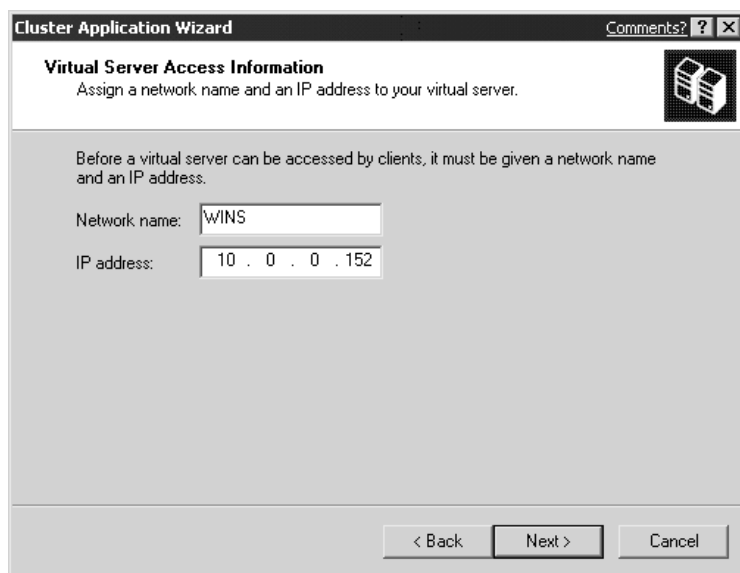 Cluster Application Wizard Comments? ? X
Virtual Server Access Information
Assign a network name and an IP address to your virtual server.
Before a virtual server can be accessed by clients, it must be given a network name
and an IP address.
Network name: WINS
IP address: 10 . 0 . 0 . 152
< Back Next > Cancel